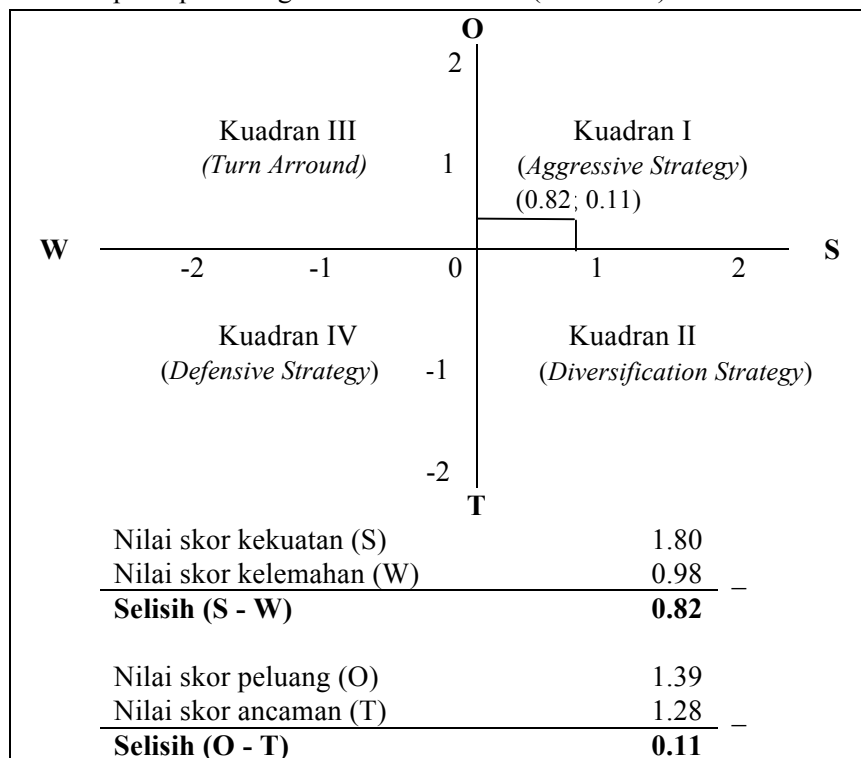 O
2
Kuadran III Kuadran I
(Turn Arround) 1 (Aggressive Strategy)
(0.82; 0.11)
W S
-2 -1 0 1 2
Kuadran IV Kuadran II
(Defensive Strategy) -1 (Diversification Strategy)
-2
T
Nilai skor kekuatan (S) 1.80
Nilai skor kelemahan (W) 0.98 _
Selisih (S - W) 0.82
Nilai skor peluang (O) 1.39
Nilai skor ancaman (T) 1.28 _
Selisih (O - T) 0.11